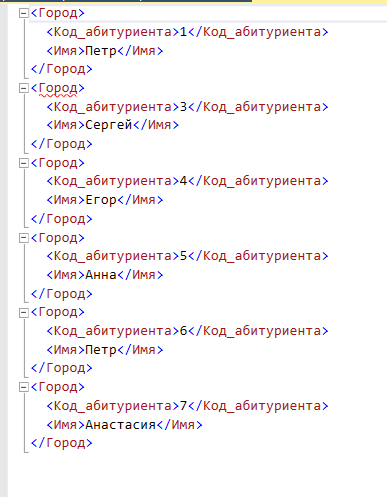 <Город>
<Код_абитуриента>1</Код_абитуриента>
<Имя>Петр</Имя>
</Город>
<Город>
<Код_абитуриента>3</Код_абитуриента>
<Имя>Сергей</Имя>
</Город>
<Город>
<Код_абитуриента>4</Код_абитуриента>
<Имя>Егор</Имя>
</Город>
<Город>
<Код_абитуриента>5</Код_абитуриента>
<Имя>Анна</Имя>
</Город>
<Город>
<Код_абитуриента>6</Код_абитуриента>
<Имя>Петр</Имя>
</Город>
<Город>
<Код_абитуриента>7</Код_абитуриента>
<Имя>Анастасия</Имя>
</Город>